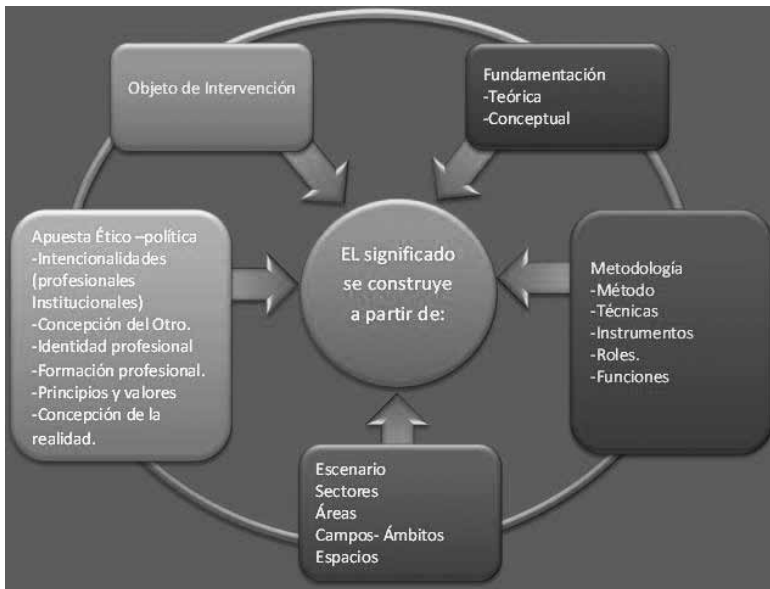 Objeto de Intervención
Fundamentación
-Teórica
-Conceptual
Apuesta Ético –política
-Intencionalidades
(profesionales
Institucionales)
-Concepción del Otro.
-Identidad profesional
-Formación profesional.
-Principios y valores
-Concepción de la
realidad.
EL significado
se construye
a partir de:
Metodología
-Método
-Técnicas
-Instrumentos
-Roles.
-Funciones
Escenario
Sectores
Áreas
Campos- Ámbitos
Espacios